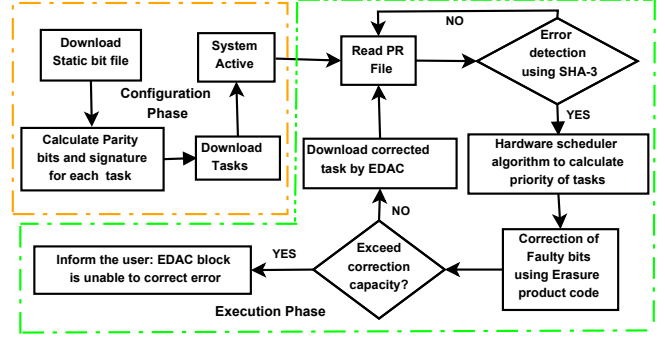 Download
Static bit file
Configuration
Phase
Calculate Parity
bits and signature
for each task
Download
Tasks
System
Active
Read PR
File
NO
Error
detection
using SHA-3
YES
Hardware scheduler
algorithm to calculate
priority of tasks
Correction of
Faulty bits
using Erasure
product code
Exceed
correction
capacity?
NO
Download corrected
task by EDAC
YES
Inform the user: EDAC block
is unable to correct error
Execution Phase